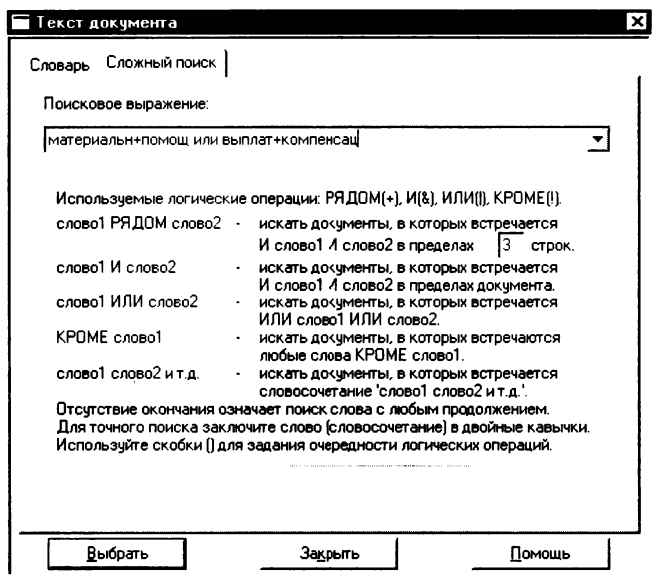 Текст документа
Словарь Сложный поиск
Поисковое выражение:
материальн+помощ или выплат+компенсац
Используемые логические операции: РЯДОМ(+), И(&), ИЛИ(|), КРОМЕ(!).
слово1 РЯДОМ слово2 - искать документы, в которых встречается
И слово1 И слово2 в пределах 3 строк.
слово1 И слово2 - искать документы, в которых встречается
И слово1 И слово2 в пределах документа.
слово1 ИЛИ слово2 - искать документы, в которых встречается
ИЛИ слово1 ИЛИ слово2.
КРОМЕ слово1 - искать документы, в которых встречаются
любые слова КРОМЕ слово1.
слово1 слово2 и т.д. - искать документы, в которых встречается
словосочетание 'слово1 слово2 и т.д.'.
Отсутствие окончания означает поиск слова с любым продолжением.
Для точного поиска заключите слово (словосочетание) в двойные кавычки.
Используйте скобки () для задания очередности логических операций.
Выбрать Закрыть Помощь